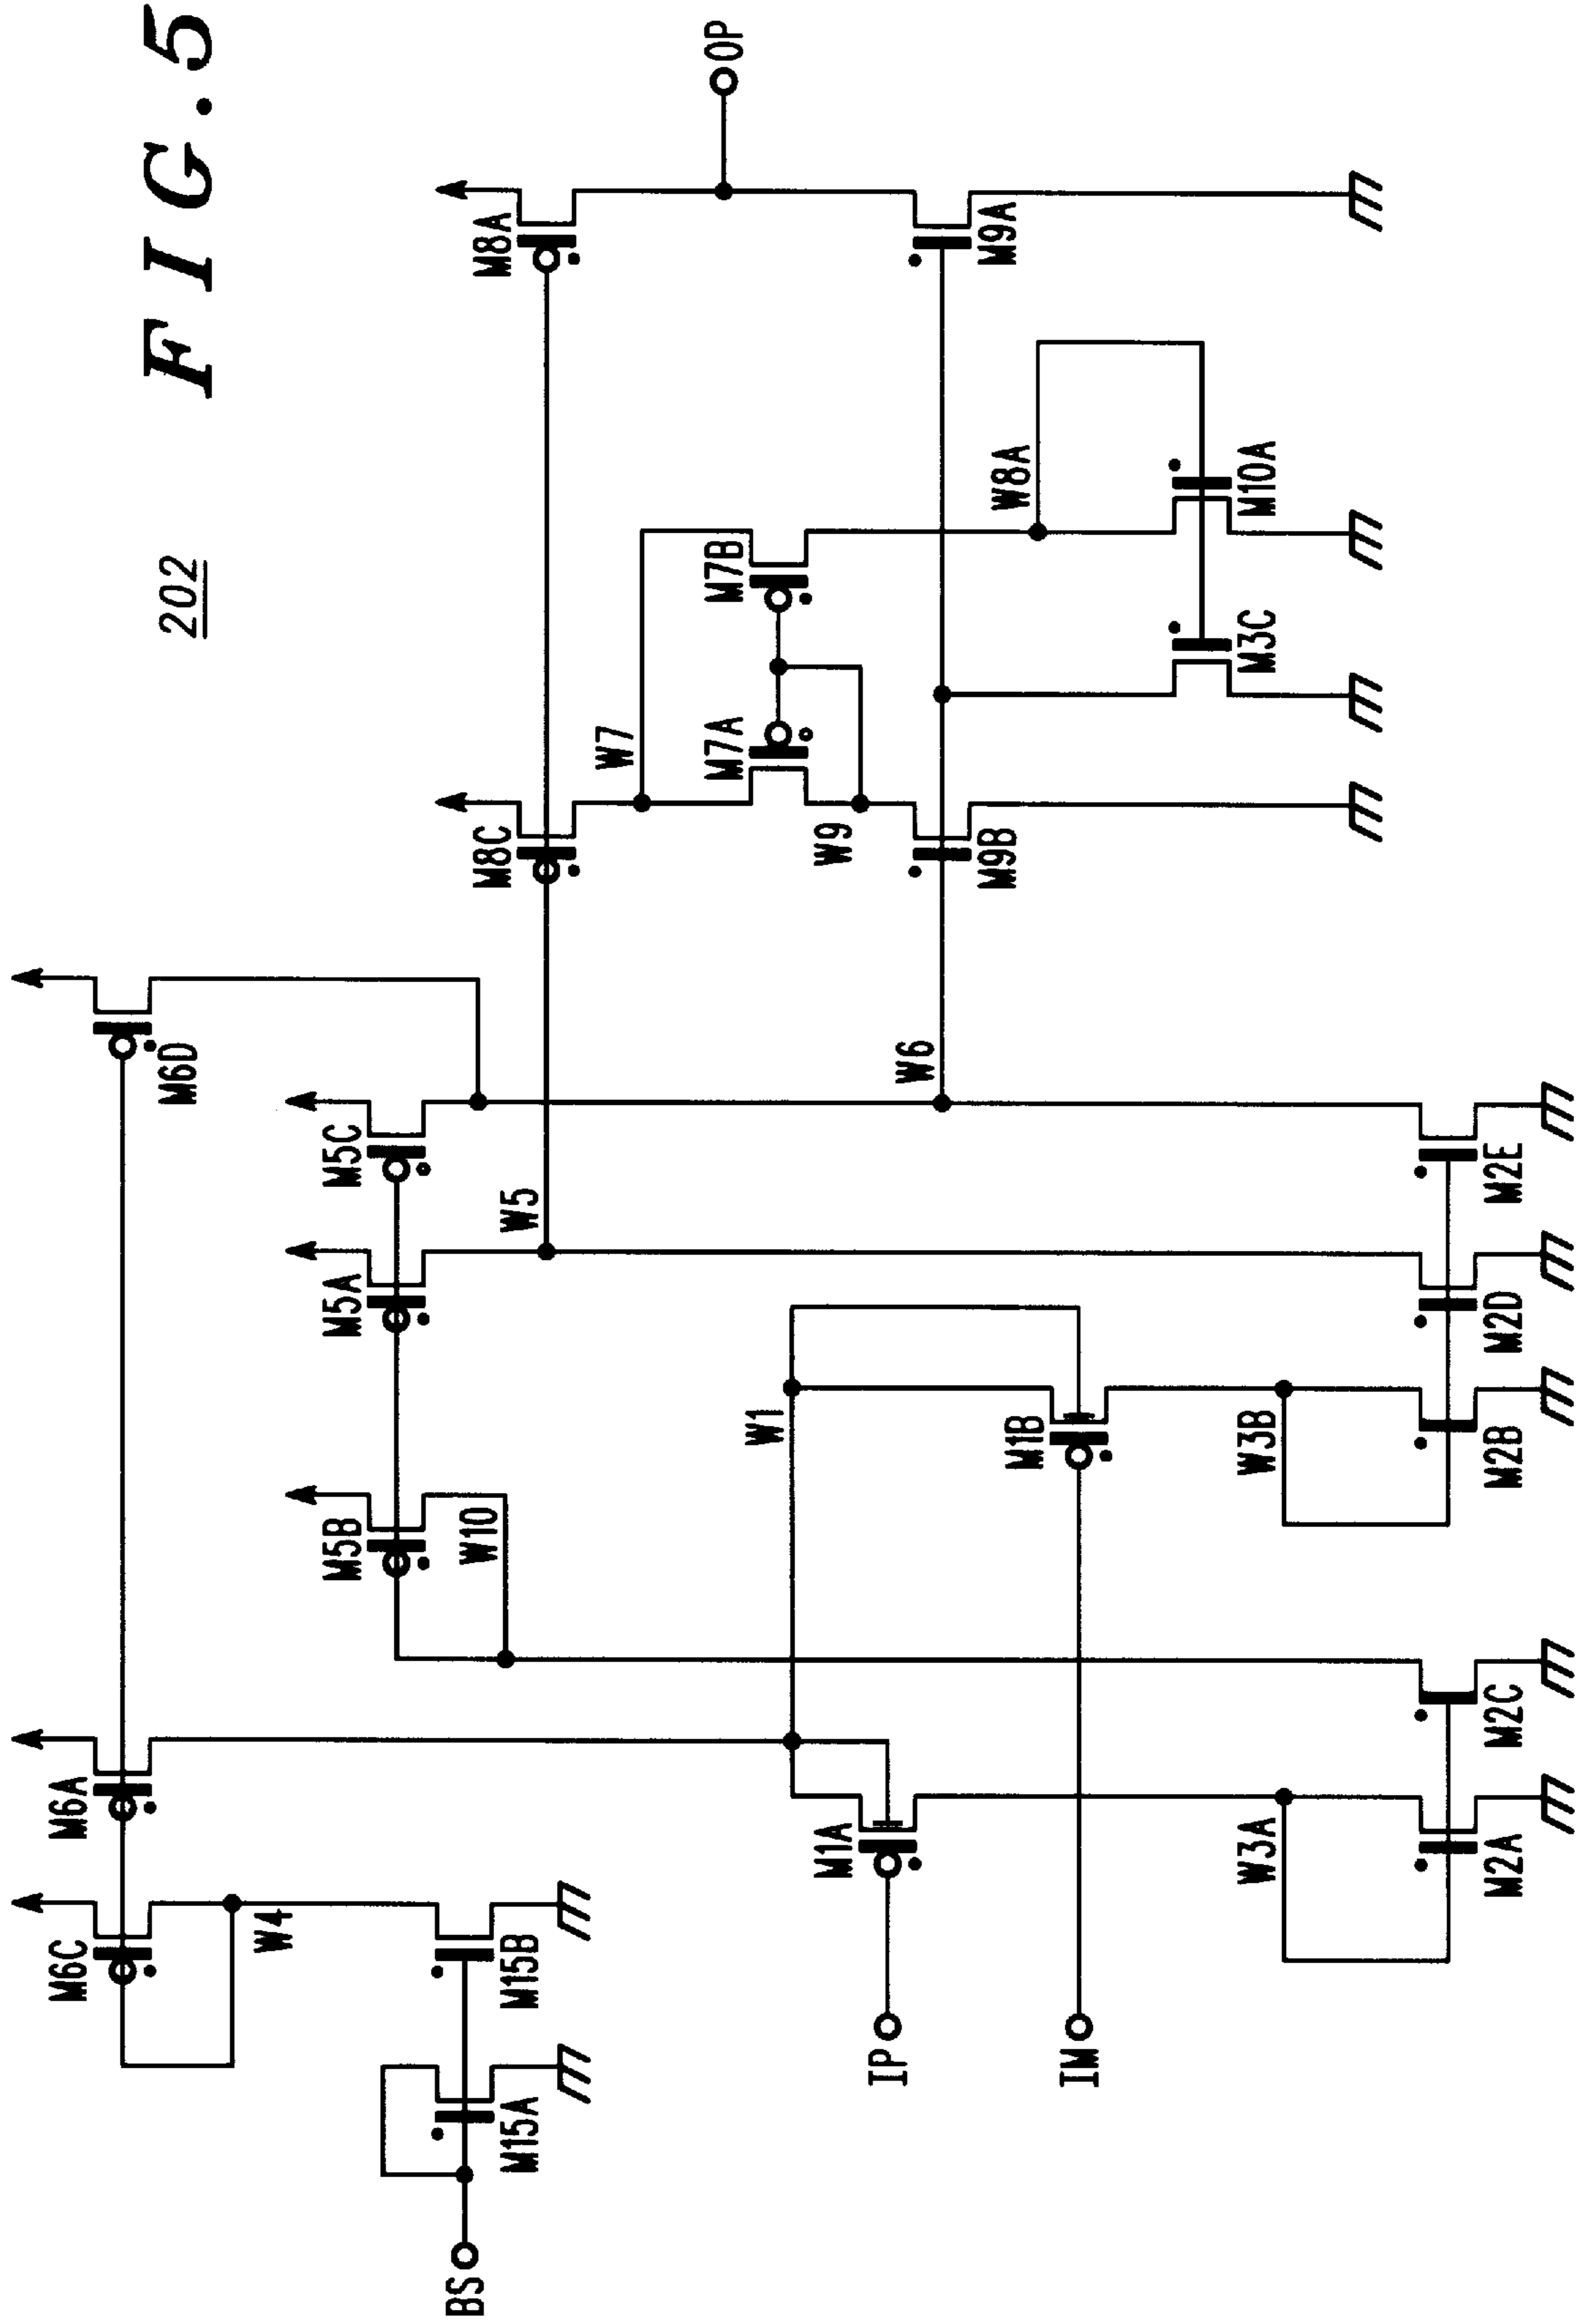 FIG. 5
202
M6C
M6A
M6D
W4
M15A
M15B
BS
M5B
M5A
M5C
W10
W5
M8C
M8A
W7
M7A
M7B
OP
W9
W6
M9B
M9A
W8A
M3C
M10A
W1
M1A
M1B
IP
IM
W3A
W3B
M2A
M2C
M2B
M2D
M2E